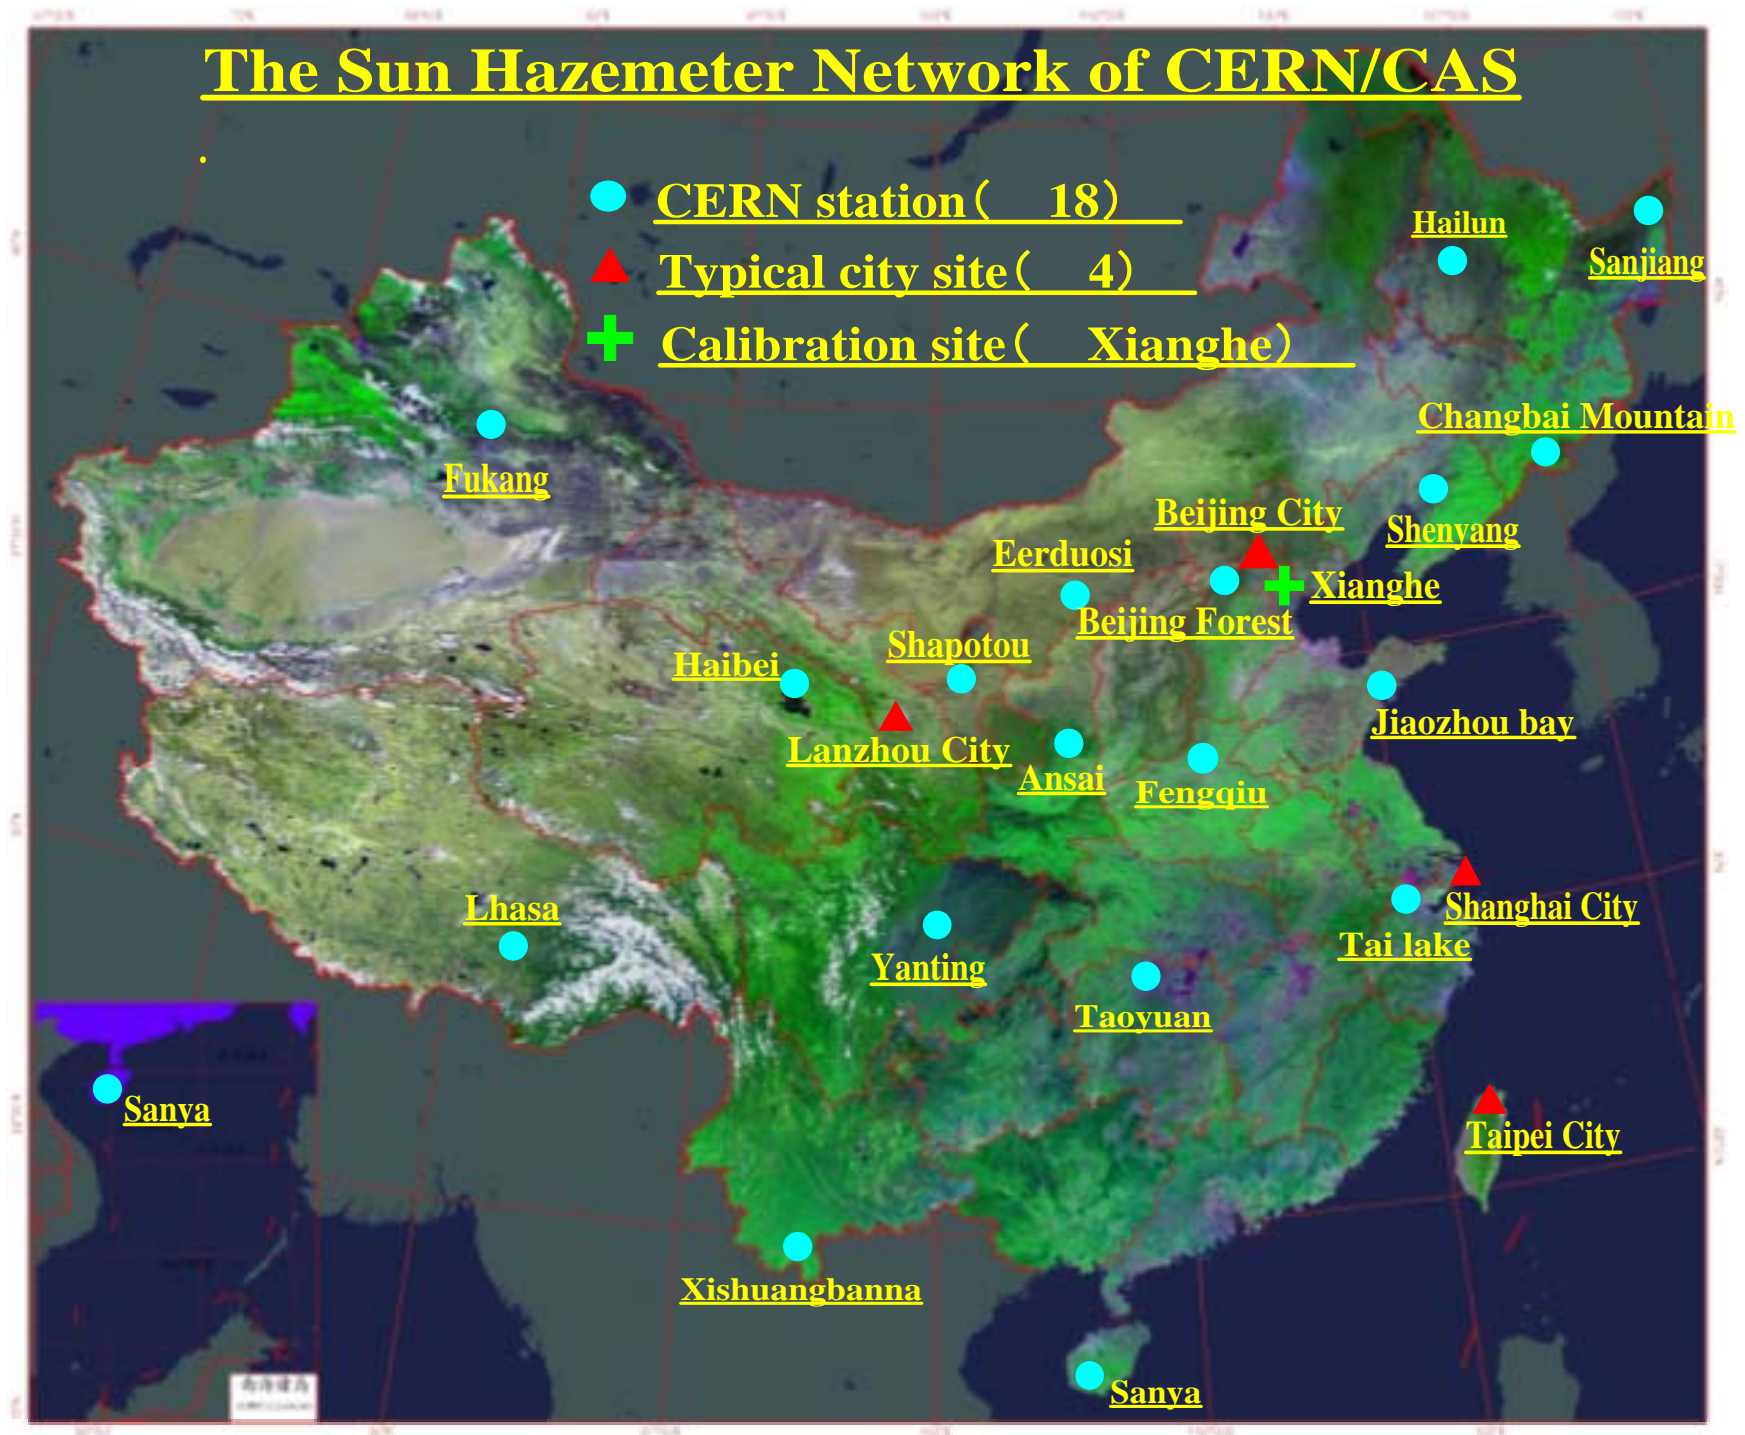 The Sun Hazemeter Network of CERN/CAS
.
CERN station( 18)
Typical city site( 4)
Calibration site( Xianghe)
Hailun
Sanjiang
Changbai Mountain
Fukang
Beijing City
Shenyang
Eerduosi
Xianghe
Beijing Forest
Shapotou
Haibei
Jiaozhou bay
Lanzhou City
Ansai
Fengqiu
Lhasa
Shanghai City
Tai lake
Yanting
Taoyuan
Sanya
Taipei City
Xishuangbanna
Sanya